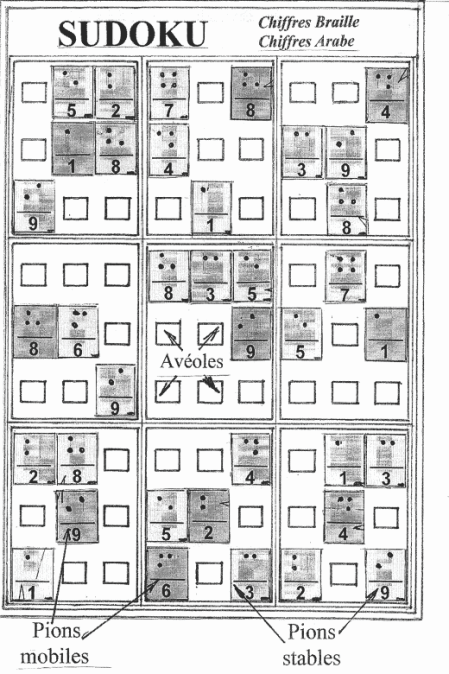 SUDOKU
Chiffres Braille
Chiffres Arabe
5 2 7 8 4
1 8 4 3 9
9 1 8
8 3 5 7
8 6 9 5 1
Avéoles
9
2 8 4 1 3
9 5 2 4
1 6 3 2 9
Pions
mobiles
Pions
stables